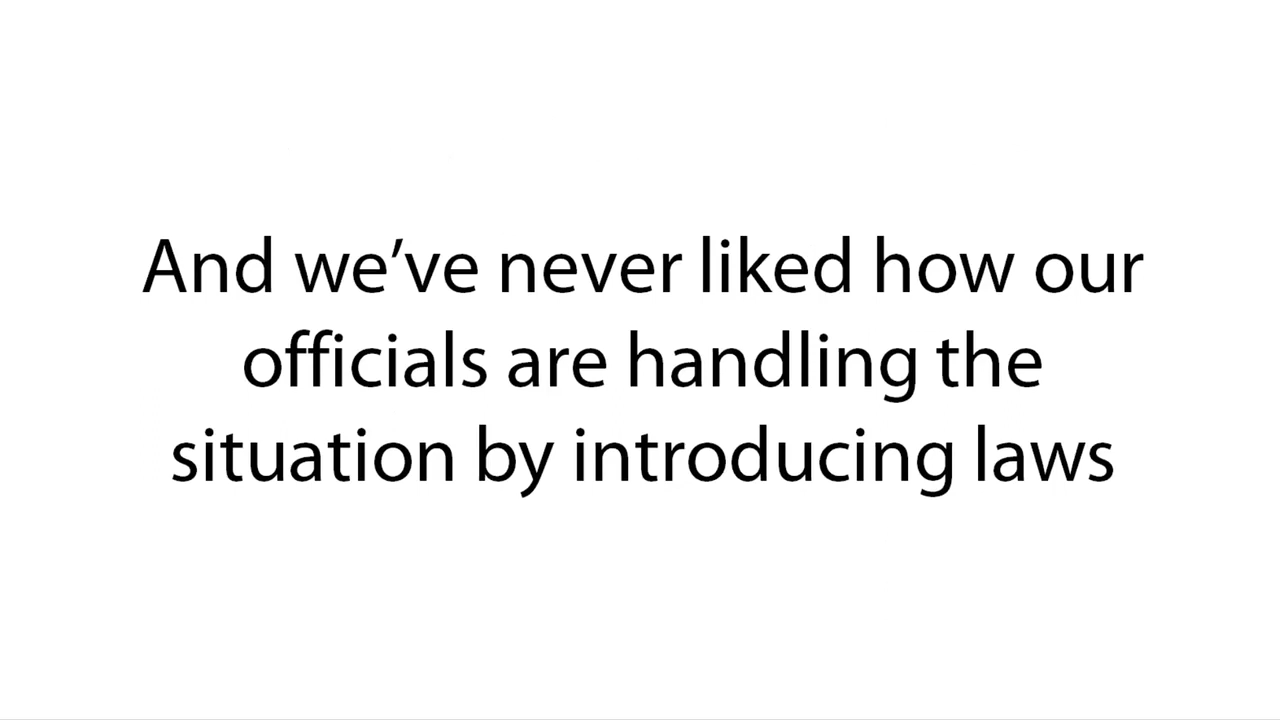 And we’ve never liked how our
officials are handling the
situation by introducing laws